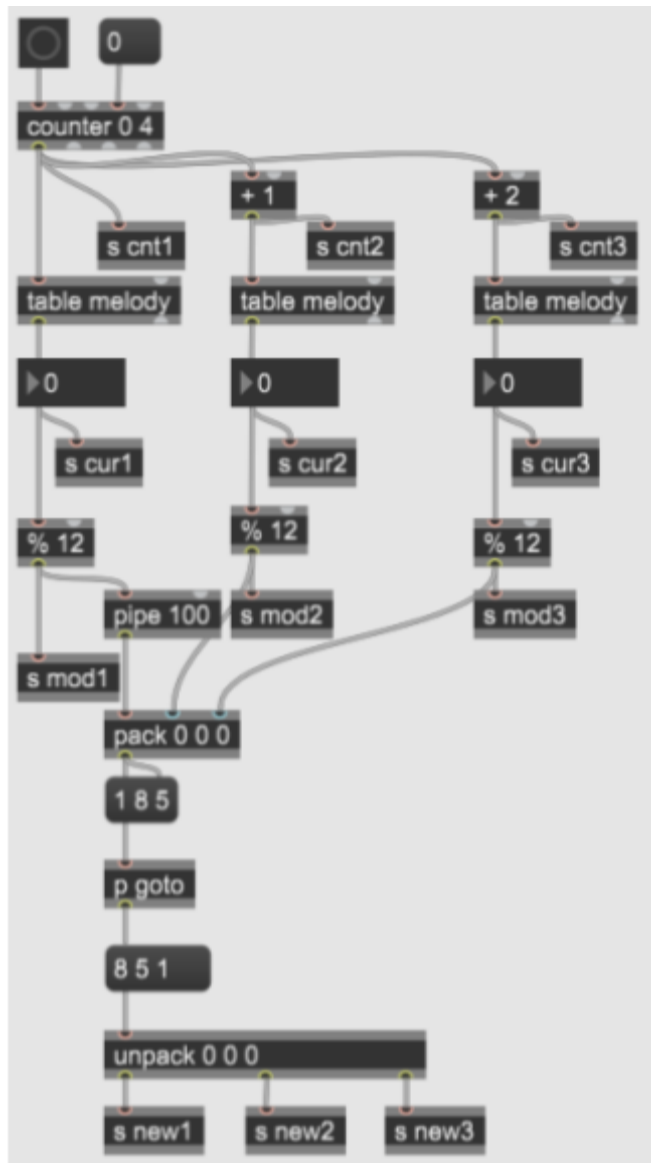 0
counter 0 4
+ 1
+ 2
s cnt1
s cnt2
s cnt3
table melody
table melody
table melody
0
0
0
s cur1
s cur2
s cur3
% 12
% 12
% 12
pipe 100
s mod2
s mod3
s mod1
pack 0 0 0
1 8 5
p goto
8 5 1
unpack 0 0 0
s new1
s new2
s new3